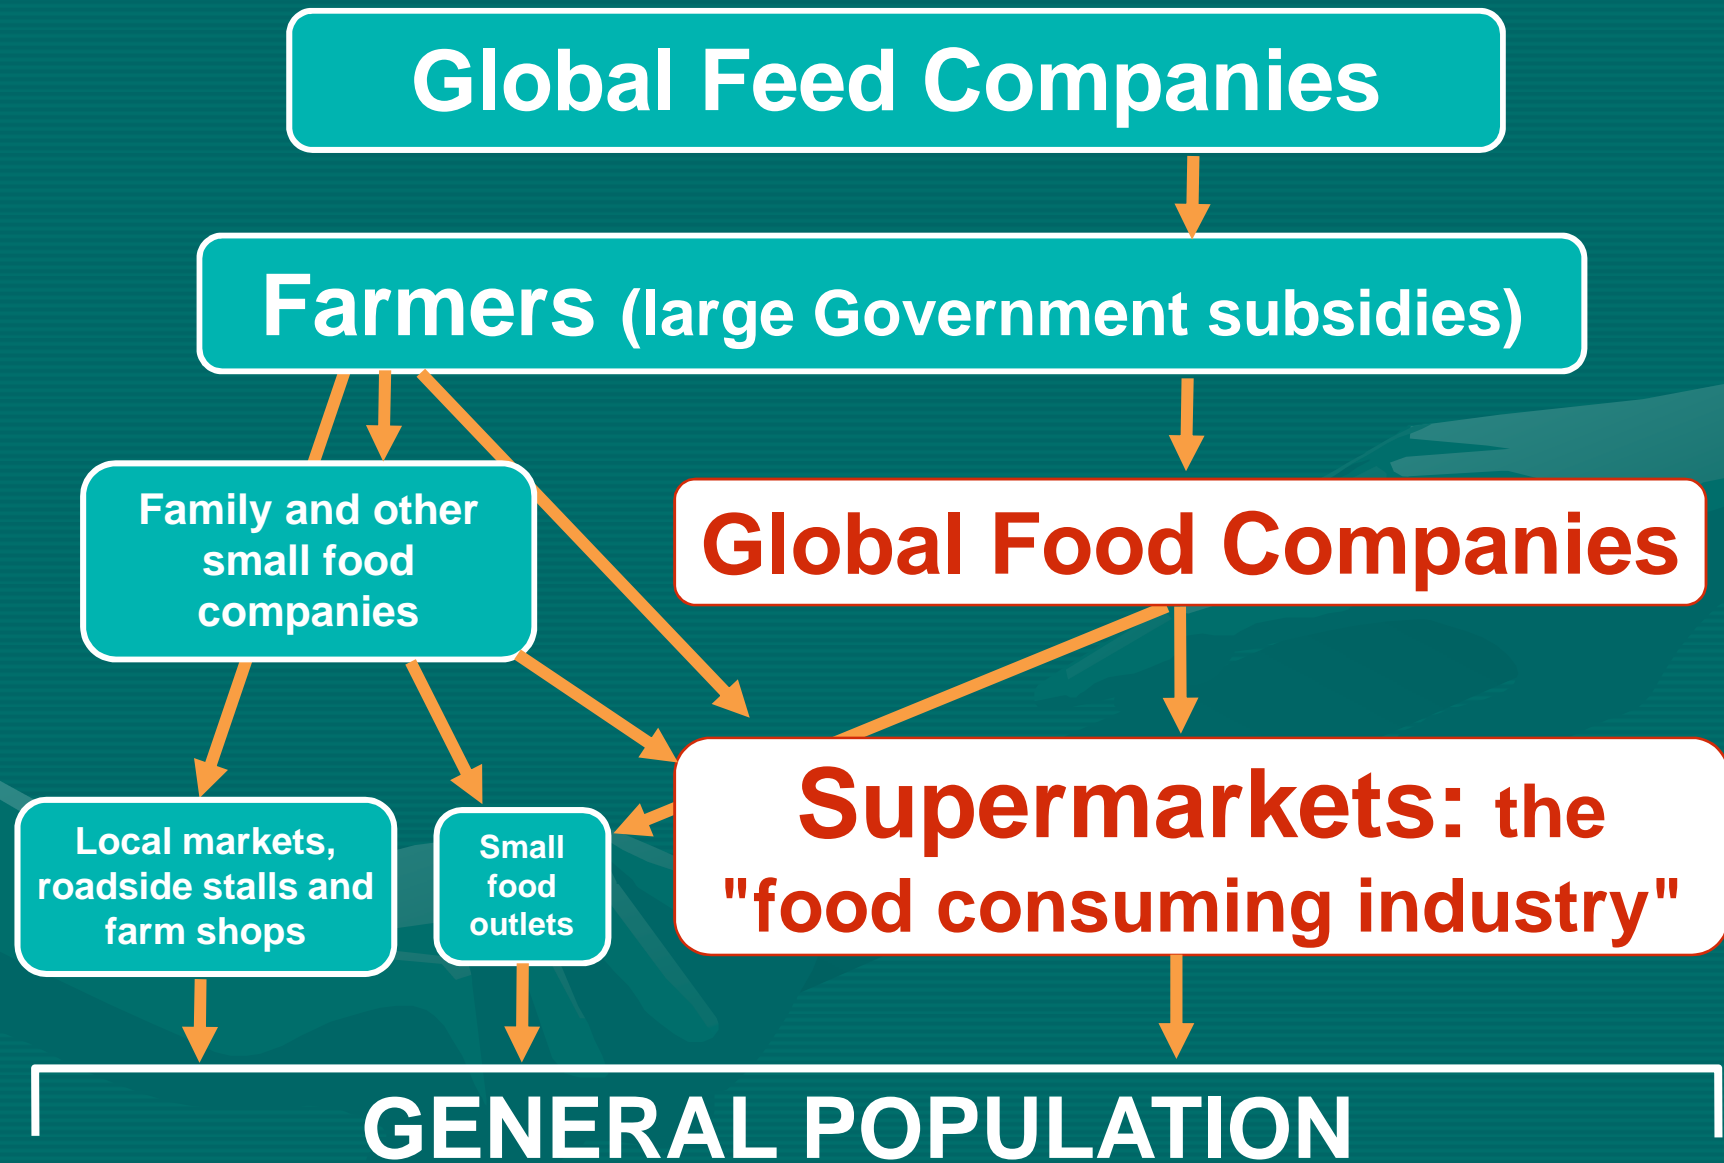 Global Feed Companies
Farmers (large Government subsidies)
Family and other
small food
companies
Global Food Companies
Local markets,
roadside stalls and
farm shops
Small
food
outlets
Supermarkets: the
"food consuming industry"
GENERAL POPULATION